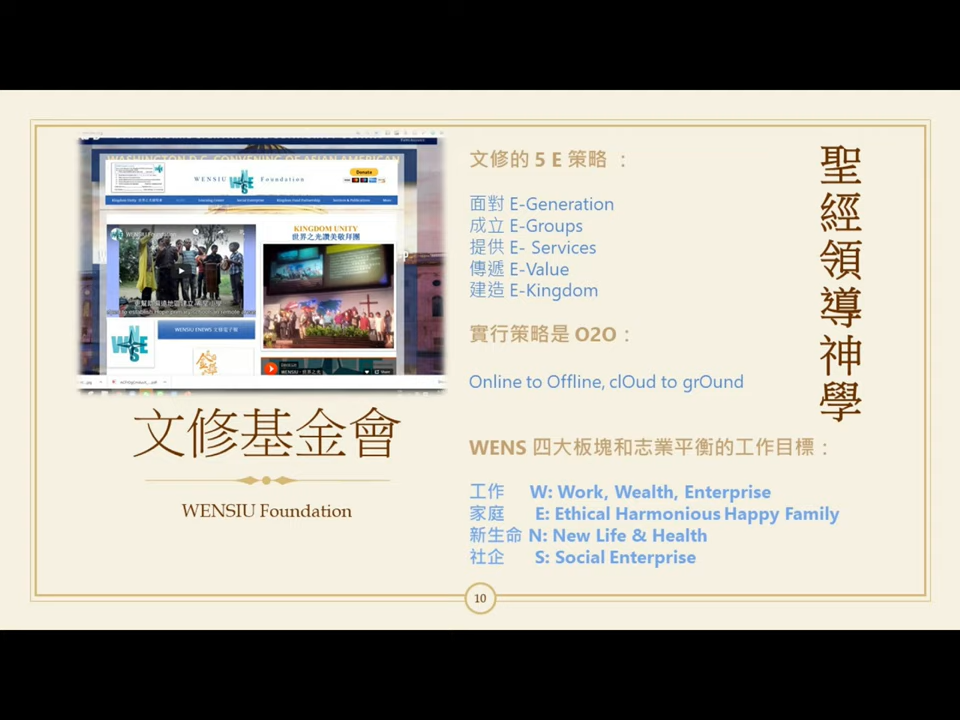 WENSIU Foundation
Donate
KINGDOM UNITY
世界之光讚美敬拜團
WENSIU ENEWS 文修電子報
文修基金會
WENSIU Foundation
文修的 5 E 策略 ：
面對 E-Generation
成立 E-Groups
提供 E- Services
傳遞 E-Value
建造 E-Kingdom
實行策略是 O2O：
Online to Offline, clOud to grOund
WENS 四大板塊和志業平衡的工作目標：
工作 W: Work, Wealth, Enterprise
家庭 E: Ethical Harmonious Happy Family
新生命 N: New Life & Health
社企 S: Social Enterprise
聖經領導神學
10